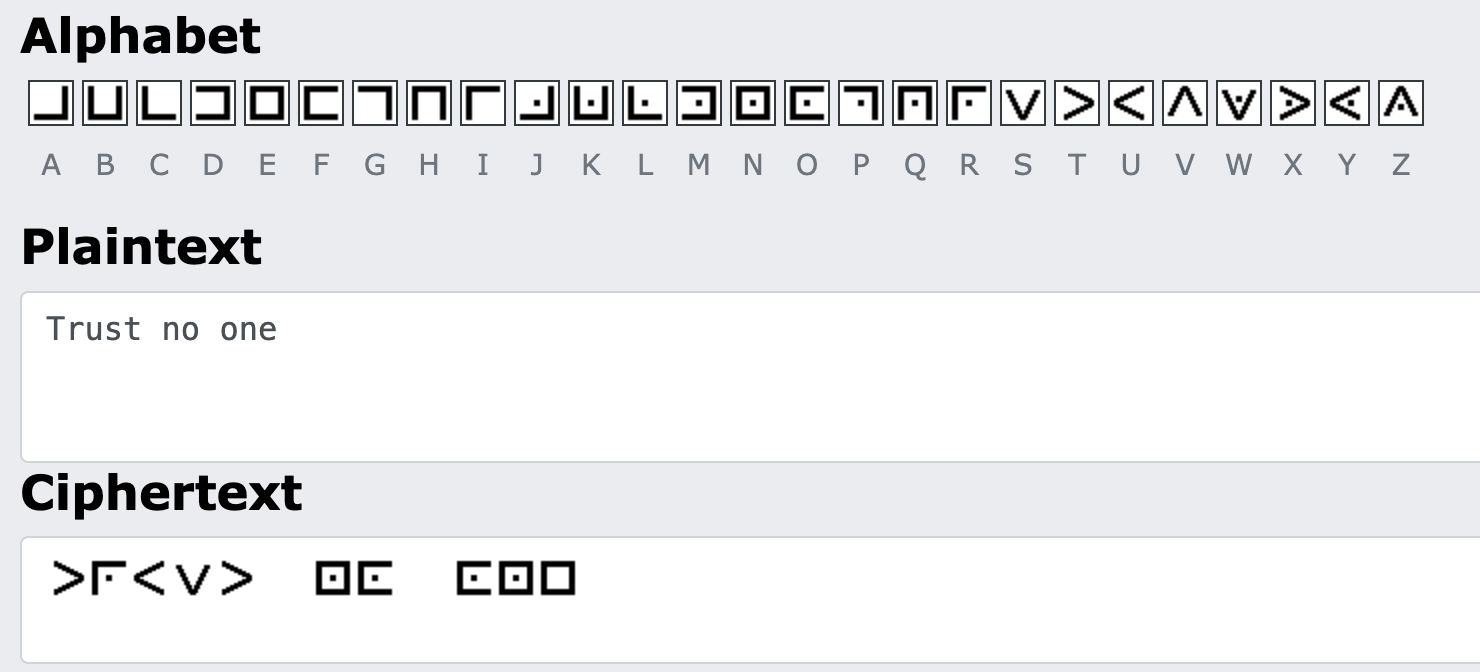 Alphabet
A B C D E F G H I J K L M N O P Q R S T U V W X Y Z
Plaintext
Trust no one
Ciphertext